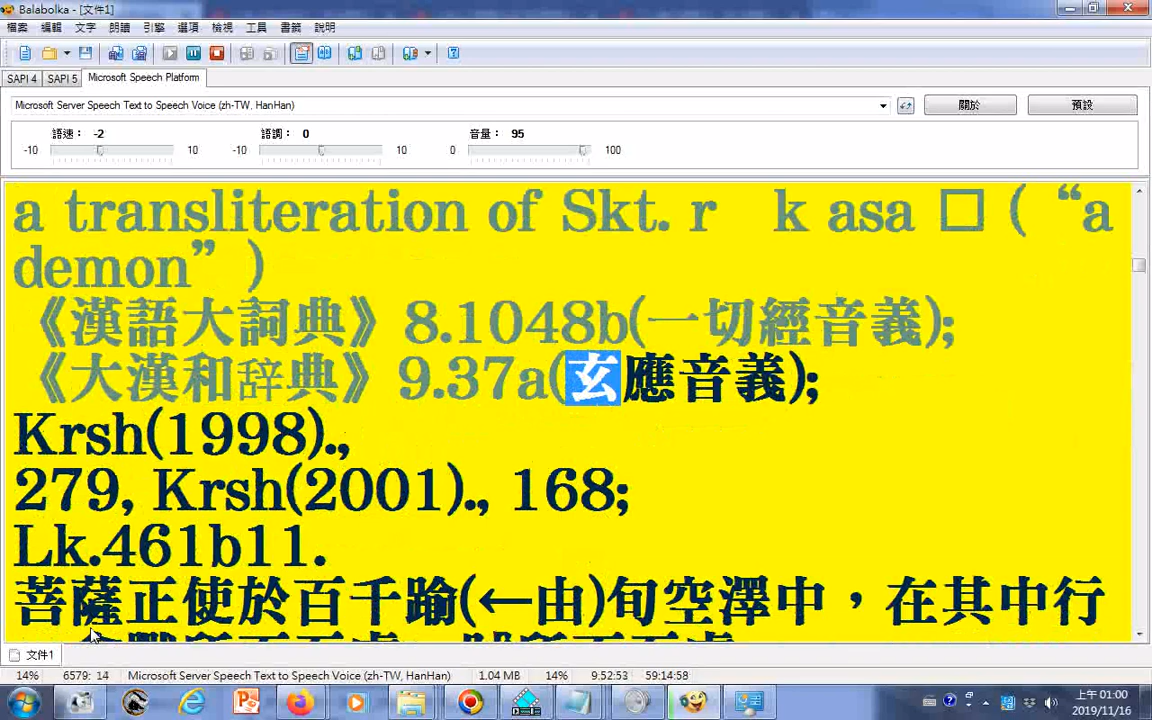 Balabolka - [文件1]
檔案 編輯 文字 朗讀 引擎 選項 檢視 工具 書籤 說明
SAPI 4 SAPI 5 Microsoft Speech Platform
Microsoft Server Speech Text to Speech Voice (zh-TW, HanHan) 關於 預設
語速： -2 語調： 0 音量： 95
-10 10 -10 10 0 100
a transliteration of Skt. r k asa □ ( “a
demon” )
《漢語大詞典》 8.1048b(一切經音義);
《大漢和辞典》 9.37a(玄應音義);
Krsh(1998).,
279, Krsh(2001)., 168;
Lk.461b11.
菩薩正使於百千踰(←由)旬空澤中，在其中行
文件1
14% 6579: 14 Microsoft Server Speech Text to Speech Voice (zh-TW, HanHan) 1.04 MB 14% 9:52:53 59:14:58
上午 01:00
2019/11/16